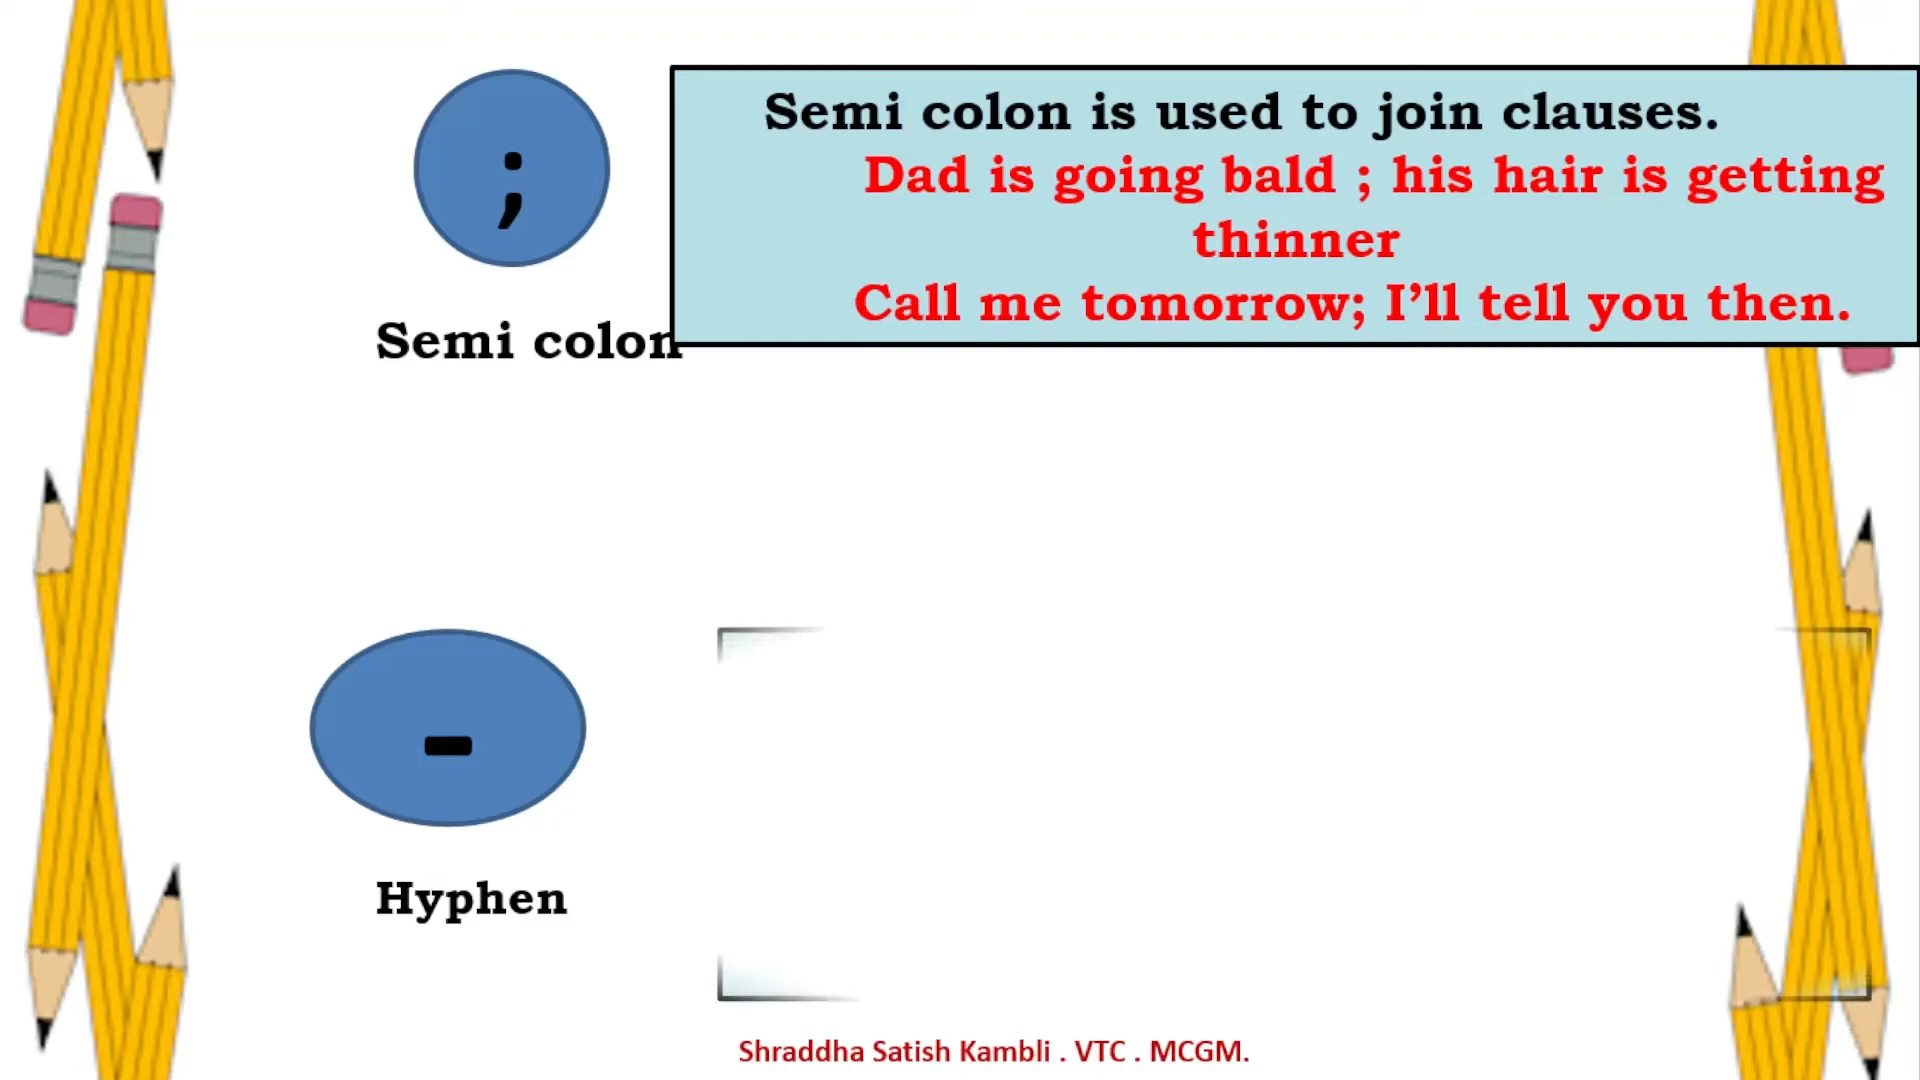 ;
Semi colon is used to join clauses.
Dad is going bald ; his hair is getting
thinner
Call me tomorrow; I’ll tell you then.
Semi colon
-
Hyphen
Shraddha Satish Kambli . VTC . MCGM.